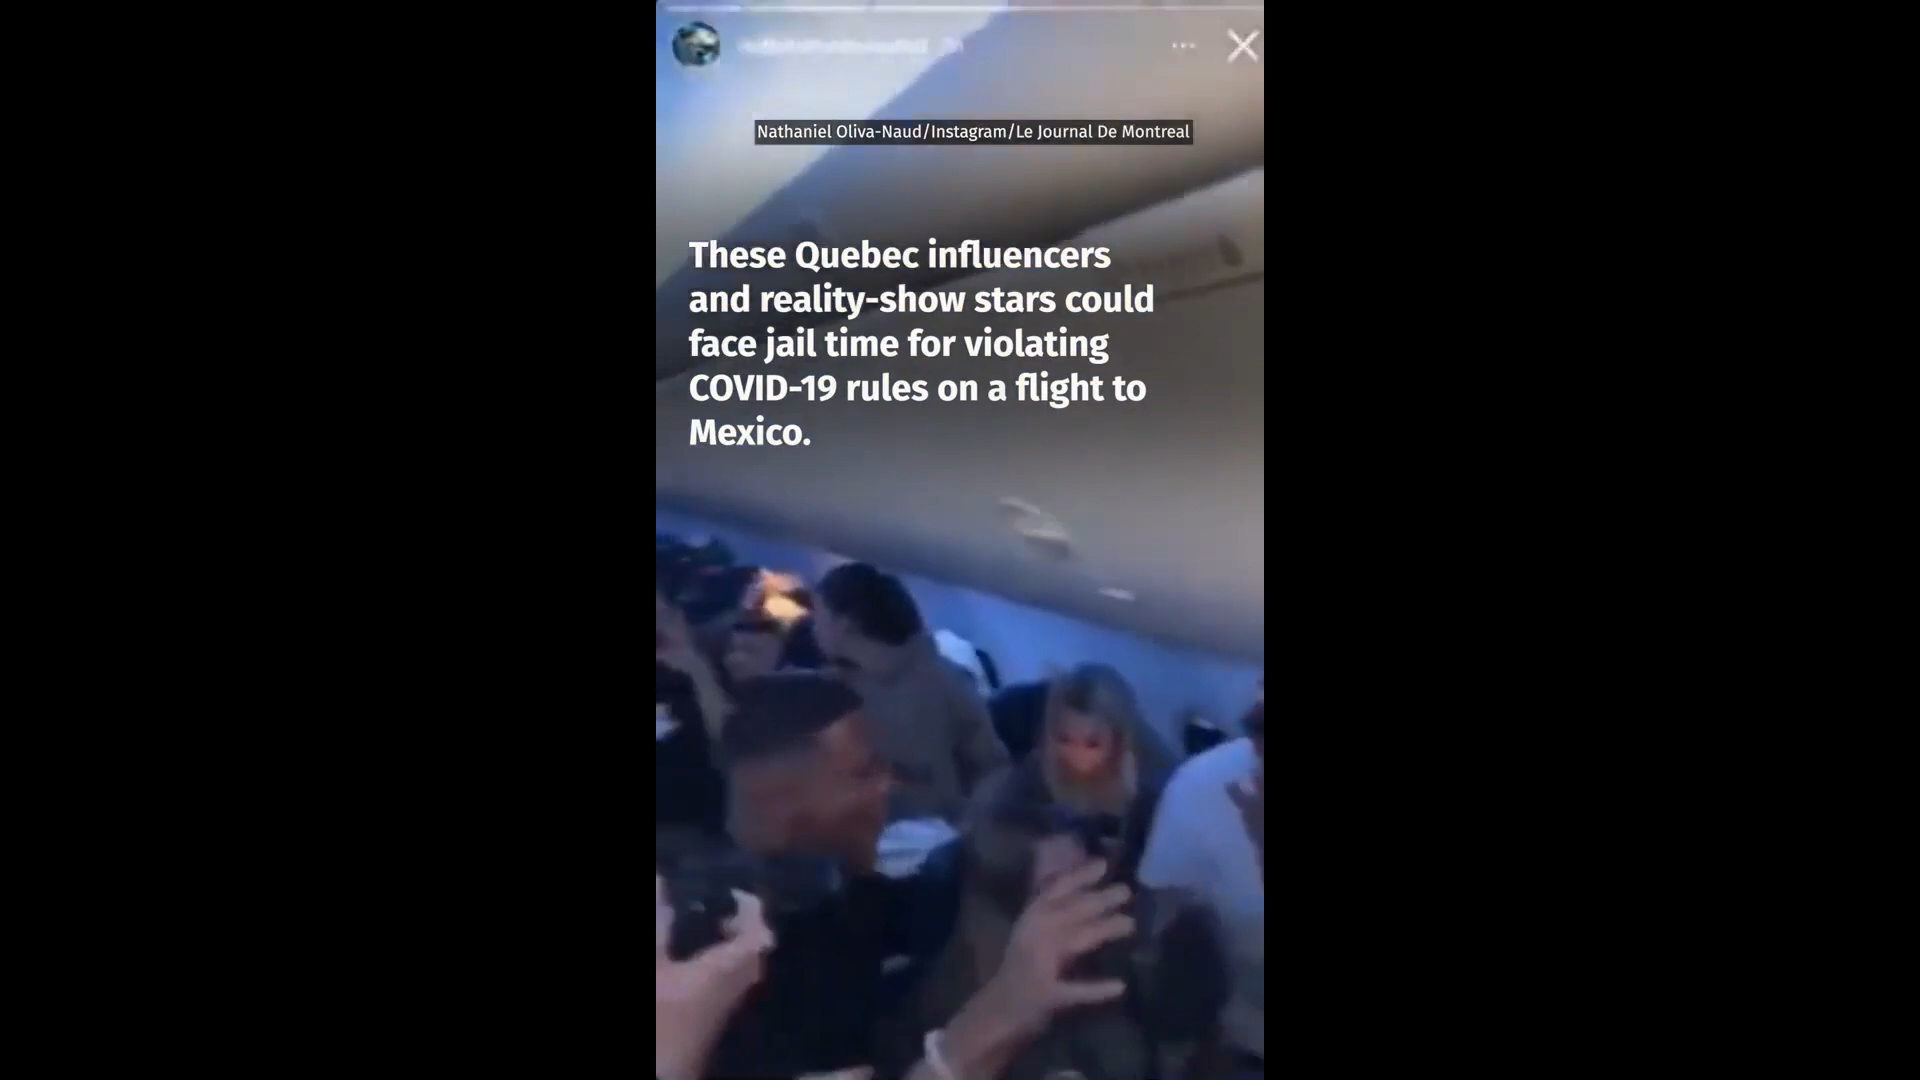 Nathaniel Oliva-Naud/Instagram/Le Journal De Montreal
These Quebec influencers
and reality-show stars could
face jail time for violating
COVID-19 rules on a flight to
Mexico.